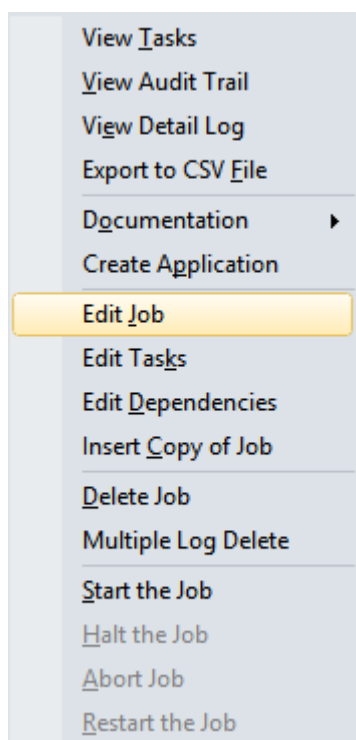 View Tasks
View Audit Trail
View Detail Log
Export to CSV File
Documentation
Create Application
Edit Job
Edit Tasks
Edit Dependencies
Insert Copy of Job
Delete Job
Multiple Log Delete
Start the Job
Halt the Job
Abort Job
Restart the Job